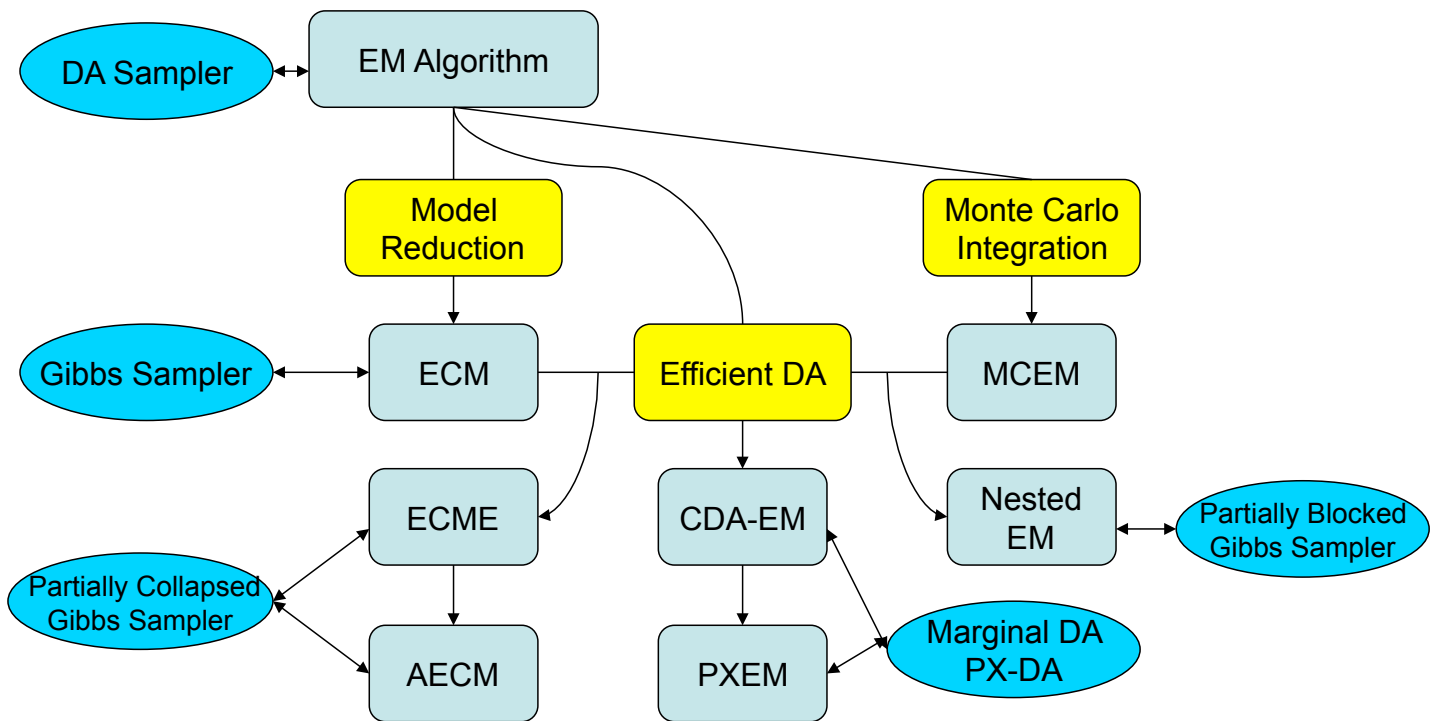 DA Sampler
EM Algorithm
Model
Reduction
Monte Carlo
Integration
Gibbs Sampler
ECM
Efficient DA
MCEM
ECME
CDA-EM
Nested
EM
Partially Blocked
Gibbs Sampler
Partially Collapsed
Gibbs Sampler
AECM
PXEM
Marginal DA
PX-DA